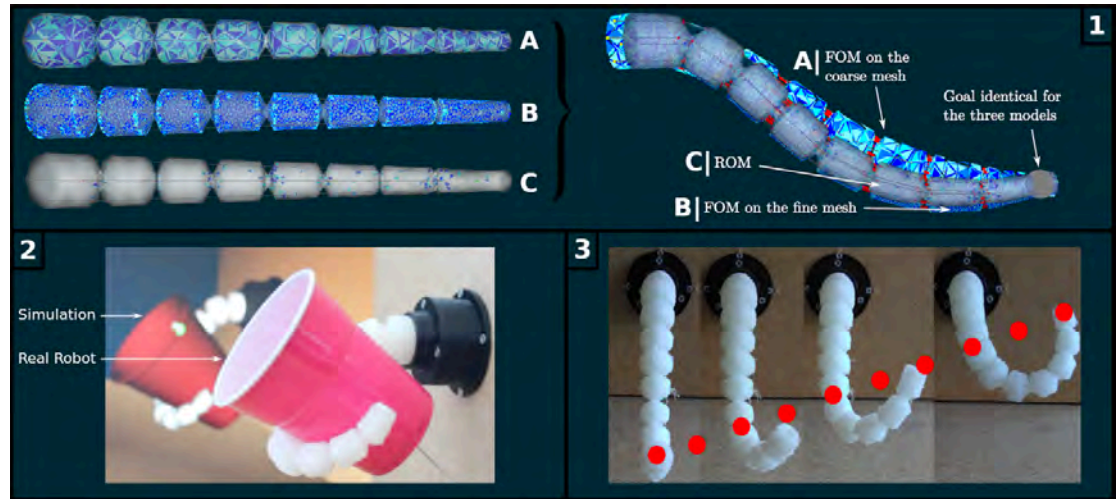 1
A
B
C
A FOM on the
coarse mesh
Goal identical for
the three models
C ROM
B FOM on the fine mesh
2
Simulation
Real Robot
3